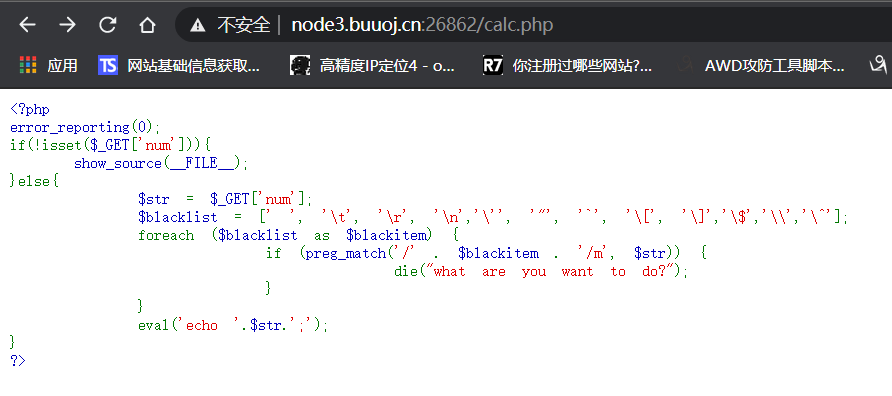 不安全 | node3.buuoj.cn:26862/calc.php
应用 TS 网站基础信息获取... 高精度IP定位4 - o... R7 你注册过哪些网站?... AWD攻防工具脚本...
<?php
error_reporting(0);
if(!isset($_GET['num'])){
        show_source(__FILE__);
}else{
                $str = $_GET['num'];
                $blacklist = [' ', '\t', '\r', '\n','\'', '"', '`', '\[', '\]','\$','\\','\^'];
                foreach ($blacklist as $blackitem) {
                                if (preg_match('/' . $blackitem . '/m', $str)) {
                                                die("what are you want to do?");
                                }
                }
                eval('echo '.$str.';');
}
?>